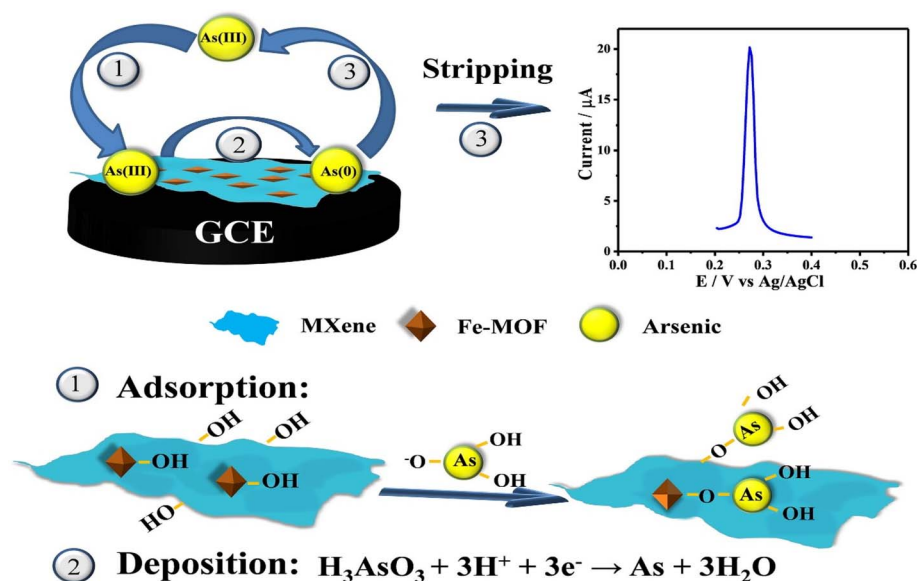 As(III)
1
3
2
As(III)
As(0)
GCE
Stripping
3
20
15
10
5
0
Current / µA
0.0 0.1 0.2 0.3 0.4 0.5 0.6
E / V vs Ag/AgCl
MXene
Fe-MOF
Arsenic
1 Adsorption:
OH
OH
OH
OH
HO
⁻O
As
OH
OH
OH
As
OH
O
O
As
OH
OH
2 Deposition: H₃AsO₃ + 3H⁺ + 3e⁻ → As + 3H₂O